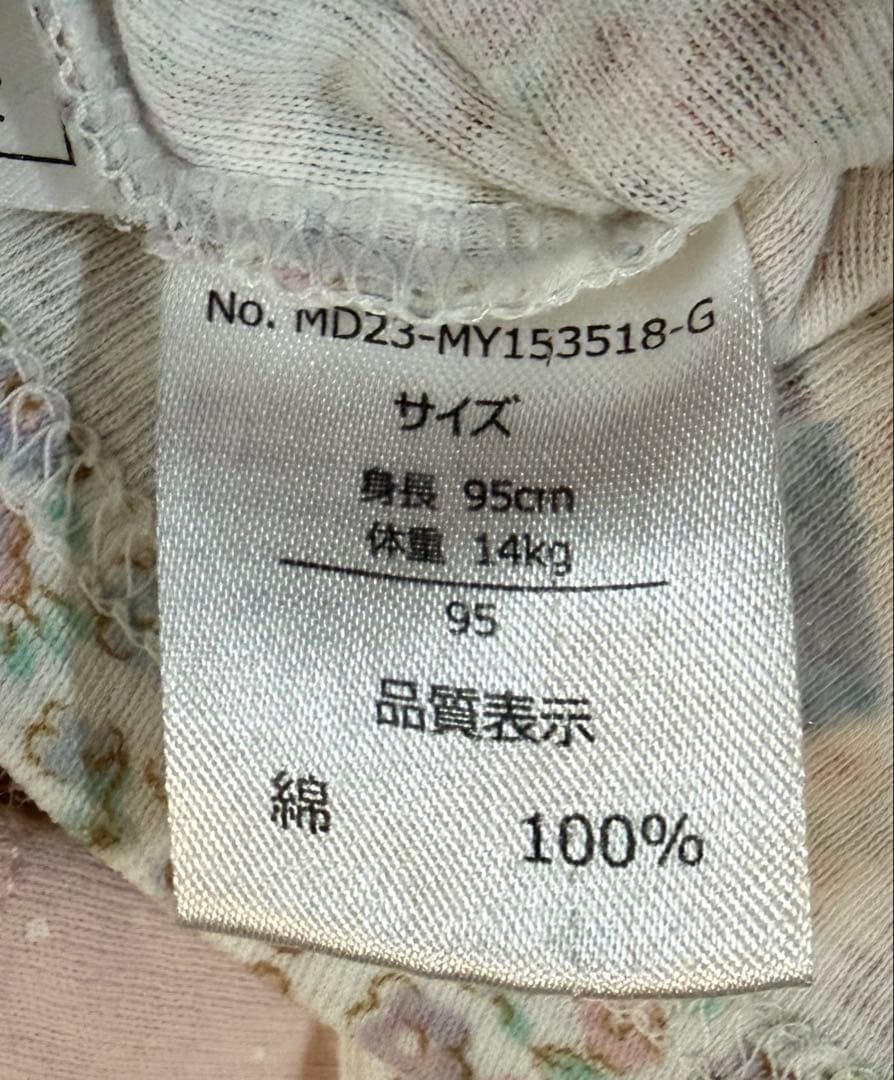 No. MD23-MY153518-G
サイズ
身長 95cm
体重 14kg
95
品質表示
綿 100%